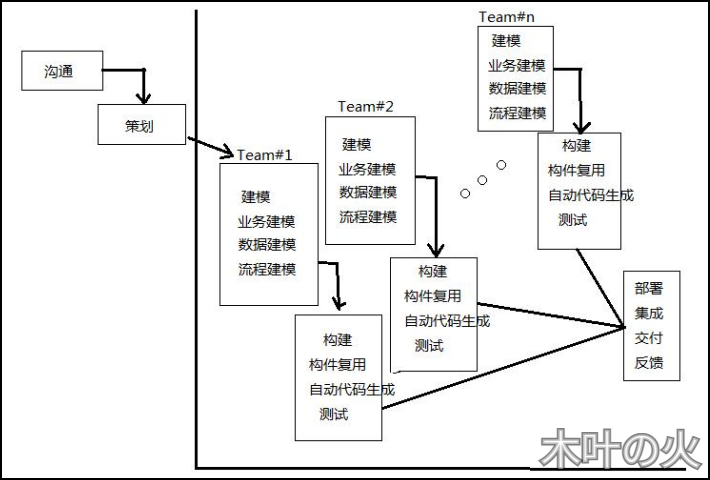 沟通
策划
Team#1
建模
业务建模
数据建模
流程建模
构建
构件复用
自动代码生成
测试
Team#2
建模
业务建模
数据建模
流程建模
构建
构件复用
自动代码生成
测试
Team#n
建模
业务建模
数据建模
流程建模
构建
构件复用
自动代码生成
测试
部署
集成
交付
反馈
木叶の火